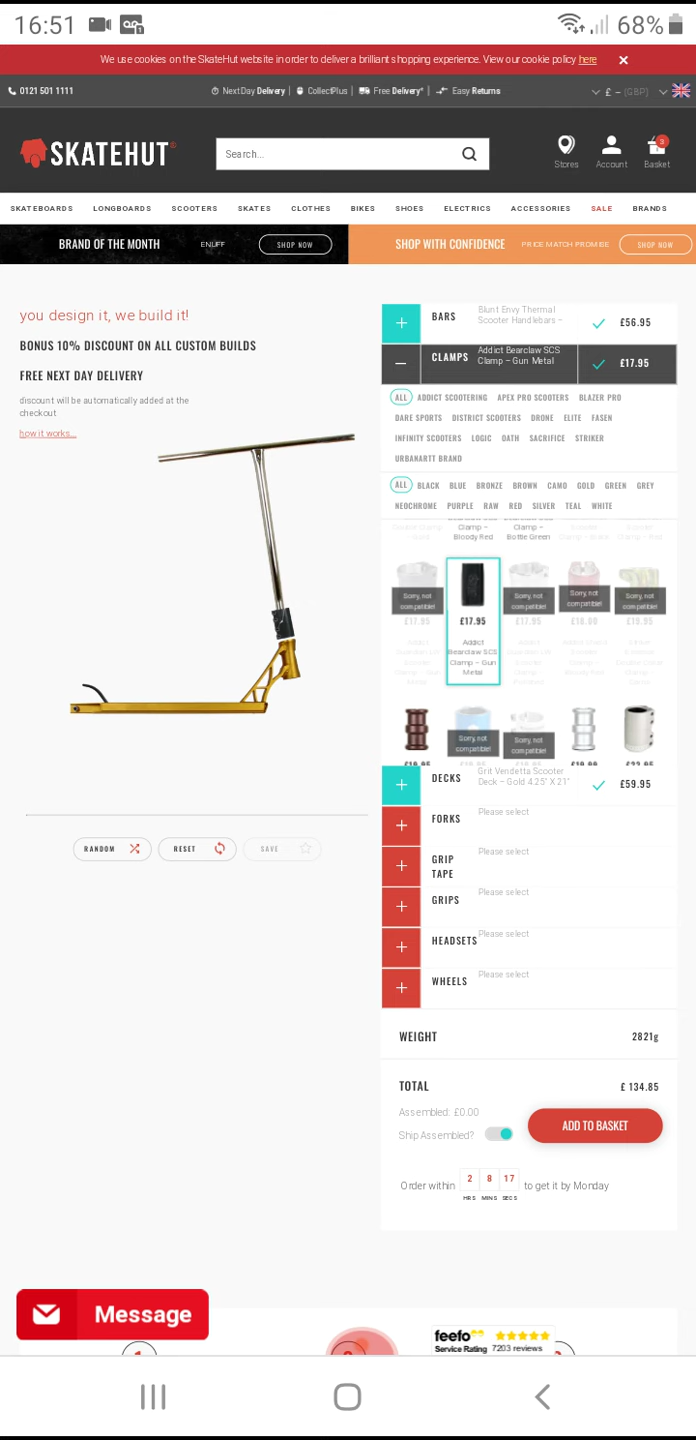 16:51
68%
We use cookies on the SkateHut website in order to deliver a brilliant shopping experience. View our cookie policy here
0121 501 1111
Next Day Delivery | CollectPlus | Free Delivery* | Easy Returns
£ - (GBP)
SKATEHUT
Search...
3
Stores
Account
Basket
SKATEBOARDS LONGBOARDS SCOOTERS SKATES CLOTHES BIKES SHOES ELECTRICS ACCESSORIES SALE BRANDS
BRAND OF THE MONTH
ENUFF
SHOP NOW
SHOP WITH CONFIDENCE
PRICE MATCH PROMISE
SHOP NOW
you design it, we build it!
BONUS 10% DISCOUNT ON ALL CUSTOM BUILDS
FREE NEXT DAY DELIVERY
discount will be automatically added at the
checkout
how it works...
RANDOM
RESET
SAVE
BARS
Blunt Envy Thermal
Scooter Handlebars –
£56.95
CLAMPS
Addict Bearclaw SCS
Clamp – Gun Metal
£17.95
ALL ADDICT SCOOTERING APEX PRO SCOOTERS BLAZER PRO
DARE SPORTS DISTRICT SCOOTERS DRONE ELITE FASEN
INFINITY SCOOTERS LOGIC OATH SACRIFICE STRIKER
URBANARTT BRAND
ALL BLACK BLUE BRONZE BROWN CAMO GOLD GREEN GREY
NEOCHROME PURPLE RAW RED SILVER TEAL WHITE
Clamp –
Bloody Red
Clamp –
Bottle Green
Sorry, not
compatible!
Sorry, not
compatible!
Sorry, not
compatible!
Sorry, not
compatible!
£17.95
£17.95
£17.95
£18.00
£19.95
Addict
Bearclaw SCS
Clamp – Gun
Metal
Sorry, not
compatible!
Sorry, not
compatible!
DECKS
Grit Vendetta Scooter
Deck – Gold 4.25" X 21"
£59.95
FORKS
Please select
GRIP
TAPE
Please select
GRIPS
Please select
HEADSETS
Please select
WHEELS
Please select
WEIGHT
2821g
TOTAL
£ 134.85
Assembled: £0.00
Ship Assembled?
ADD TO BASKET
Order within 2 8 17 to get it by Monday
HRS MINS SECS
Message
feefo
Service Rating 7203 reviews